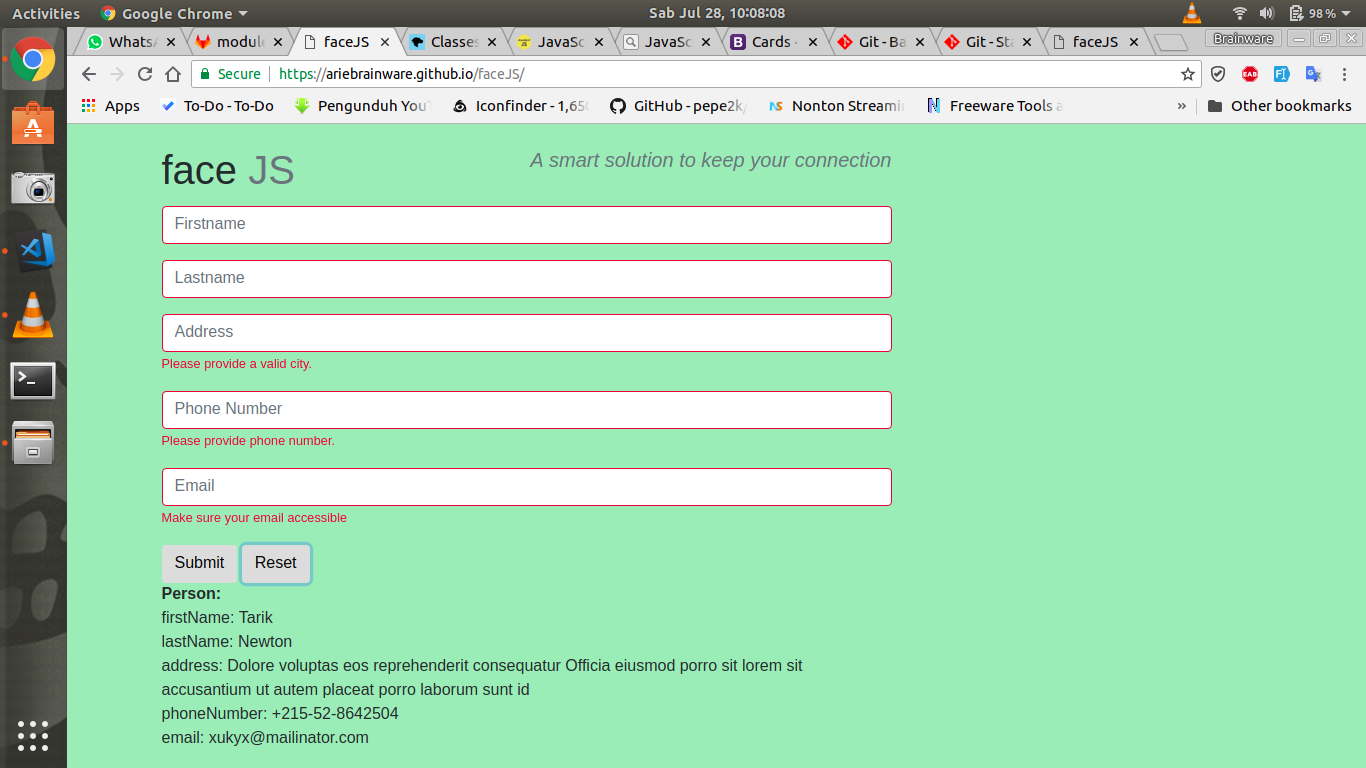 Activities
Google Chrome
Sab Jul 28, 10:08:08
98 %
WhatsA
module
faceJS
Classes
JavaSc
JavaSc
Cards -
Git - Ba
Git - Sta
faceJS
Brainware
Secure
https://ariebrainware.github.io/faceJS/
Apps
To-Do - To-Do
Pengunduh YouT
Iconfinder - 1,650
GitHub - pepe2k/
Nonton Streamin
Freeware Tools a
»
Other bookmarks
face JS
A smart solution to keep your connection
Firstname
Lastname
Address
Please provide a valid city.
Phone Number
Please provide phone number.
Email
Make sure your email accessible
Submit
Reset
Person:
firstName: Tarik
lastName: Newton
address: Dolore voluptas eos reprehenderit consequatur Officia eiusmod porro sit lorem sit
accusantium ut autem placeat porro laborum sunt id
phoneNumber: +215-52-8642504
email: xukyx@mailinator.com